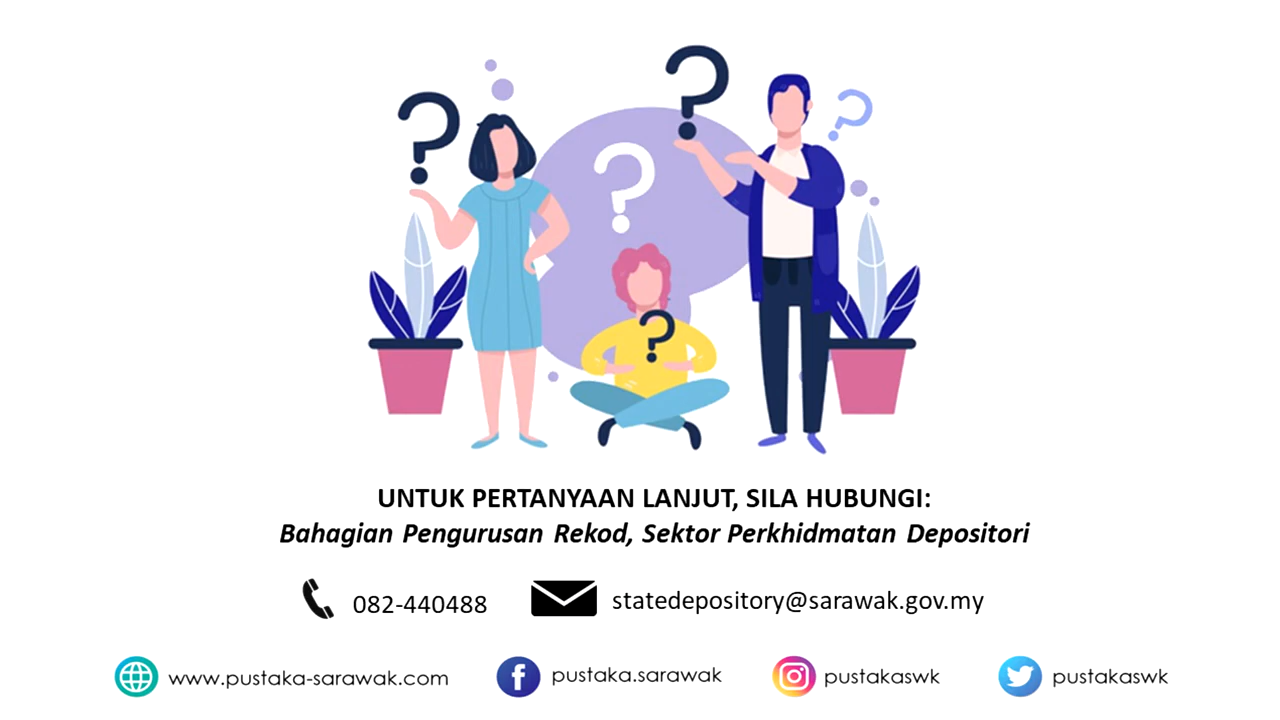 UNTUK PERTANYAAN LANJUT, SILA HUBUNGI:
Bahagian Pengurusan Rekod, Sektor Perkhidmatan Depositori
082-440488 statedepository@sarawak.gov.my
www.pustaka-sarawak.com pustaka.sarawak pustakaswk pustakaswk